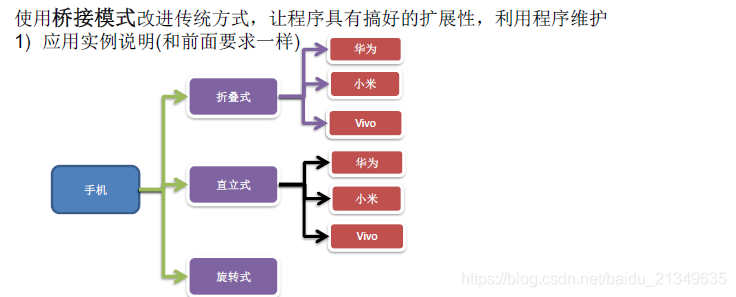 使用桥接模式改进传统方式，让程序具有搞好的扩展性，利用程序维护
1) 应用实例说明(和前面要求一样)
华为
小米
Vivo
折叠式
手机
华为
小米
Vivo
直立式
旋转式
https://blog.csdn.net/baidu_21349635